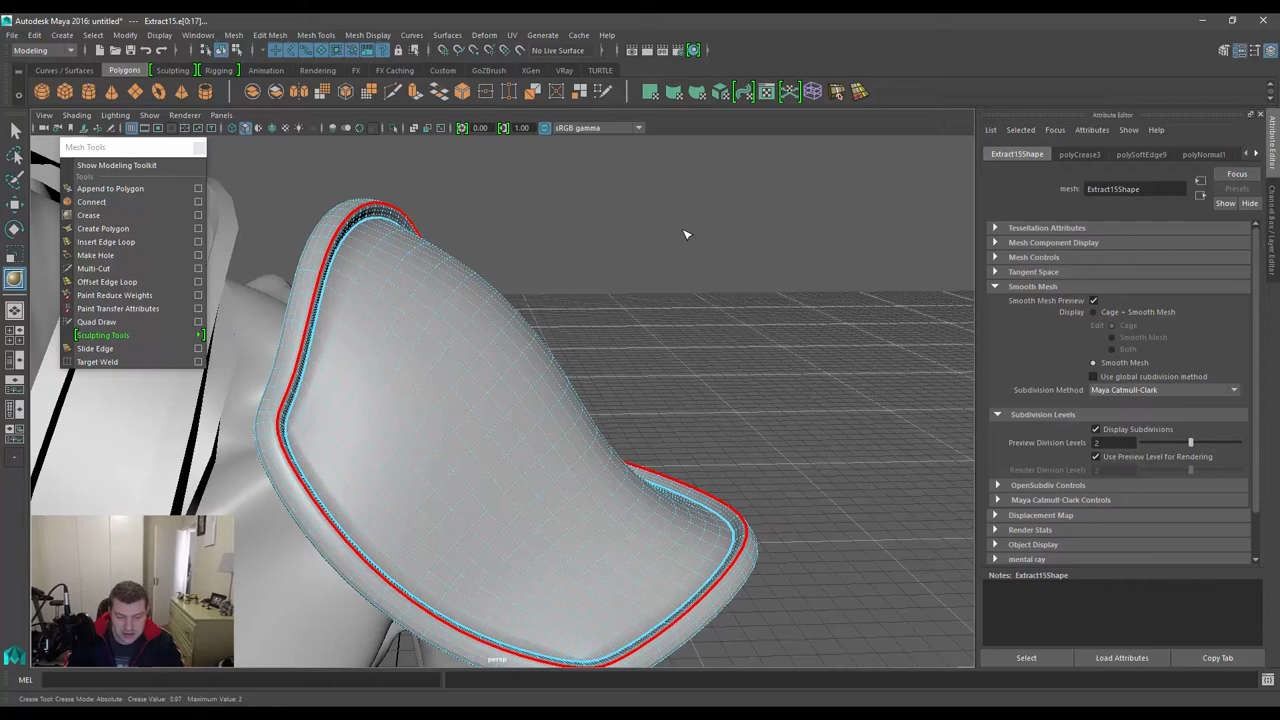 Autodesk Maya 2016: untitled* --- Extract15.e[0:17]...
File Edit Create Select Modify Display Windows Mesh Edit Mesh Mesh Tools Mesh Display Curves Surfaces Deform UV Generate Cache Help
Modeling No Live Surface
Curves / Surfaces Polygons Sculpting Rigging Animation Rendering FX FX Caching Custom GoZBrush XGen VRay TURTLE
View Shading Lighting Show Renderer Panels
0.00 1.00 sRGB gamma
Mesh Tools
Show Modeling Toolkit
Tools
Append to Polygon
Connect
Crease
Create Polygon
Insert Edge Loop
Make Hole
Multi-Cut
Offset Edge Loop
Paint Reduce Weights
Paint Transfer Attributes
Quad Draw
Sculpting Tools
Slide Edge
Target Weld
persp
Attribute Editor
List Selected Focus Attributes Show Help
Extract15Shape polyCrease3 polySoftEdge9 polyNormal1
mesh: Extract15Shape
Focus
Presets
Show Hide
Tessellation Attributes
Mesh Component Display
Mesh Controls
Tangent Space
Smooth Mesh
Smooth Mesh Preview
Display Cage + Smooth Mesh
Edit Cage
Smooth Mesh
Both
Smooth Mesh
Use global subdivision method
Subdivision Method Maya Catmull-Clark
Subdivision Levels
Display Subdivisions
Preview Division Levels 2
Use Preview Level for Rendering
Render Division Levels 2
OpenSubdiv Controls
Maya Catmull-Clark Controls
Displacement Map
Render Stats
Object Display
mental ray
Notes: Extract15Shape
Select Load Attributes Copy Tab
Attribute Editor
Channel Box / Layer Editor
MEL
Crease Tool: Crease Mode: Absolute Crease Value: 0.97 Maximum Value: 2